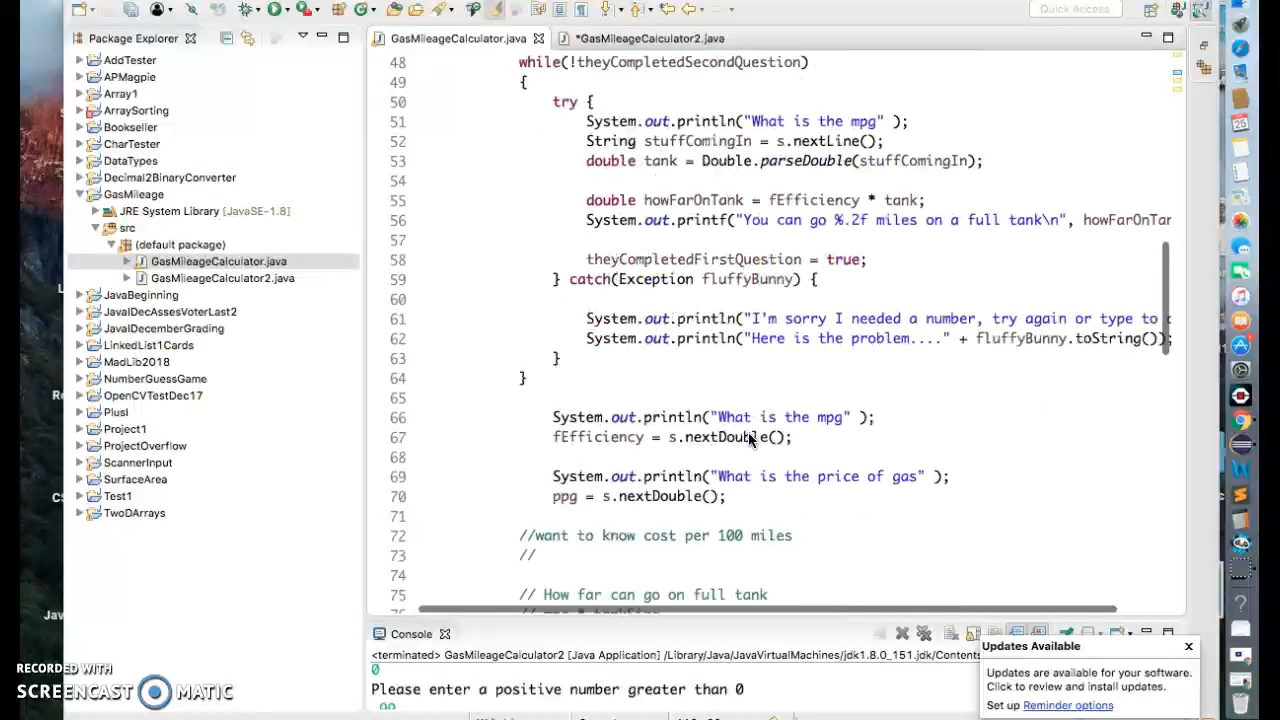 Quick Access
Package Explorer
GasMileageCalculator.java
*GasMileageCalculator2.java
AddTester
APMagpie
Array1
ArraySorting
Bookseller
CharTester
DataTypes
Decimal2BinaryConverter
GasMileage
JRE System Library [JavaSE-1.8]
src
(default package)
GasMileageCalculator.java
GasMileageCalculator2.java
JavaBeginning
JavaDecAssesVoterLast2
JavaDecemberGrading
LinkedList1Cards
MadLib2018
NumberGuessGame
OpenCVTestDec17
PlusI
Project1
ProjectOverflow
ScannerInput
SurfaceArea
Test1
TwoDArrays
48 while(!theyCompletedSecondQuestion)
49 {
50 try {
51 System.out.println("What is the mpg" );
52 String stuffComingIn = s.nextLine();
53 double tank = Double.parseDouble(stuffComingIn);
54
55 double howFarOnTank = fEfficiency * tank;
56 System.out.printf("You can go %.2f miles on a full tank\n", howFarOnTan
57
58 theyCompletedFirstQuestion = true;
59 } catch(Exception fluffyBunny) {
60
61 System.out.println("I'm sorry I needed a number, try again or type to
62 System.out.println("Here is the problem...." + fluffyBunny.toString());
63 }
64 }
65
66 System.out.println("What is the mpg" );
67 fEfficiency = s.nextDouble();
68
69 System.out.println("What is the price of gas" );
70 ppg = s.nextDouble();
71
72 //want to know cost per 100 miles
73 //
74
75 // How far can go on full tank
Console
<terminated> GasMileageCalculator2 [Java Application] /Library/Java/JavaVirtualMachines/jdk1.8.0_151.jdk/Contents
0
Please enter a positive number greater than 0
Updates Available
Updates are available for your software.
Click to review and install updates.
Set up Reminder options
RECORDED WITH
SCREENCAST MATIC
25